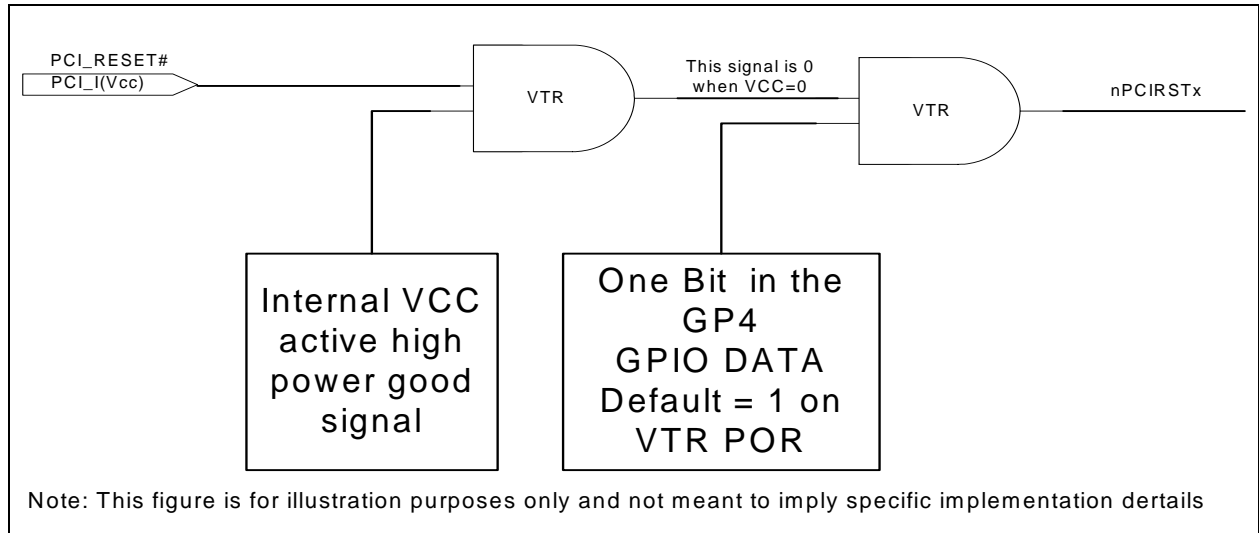 PCI_RESET#
PCI_I(Vcc)
VTR
This signal is 0
when VCC=0
VTR
nPCIRSTx
Internal VCC
active high
power good
signal
One Bit in the
GP4
GPIO DATA
Default = 1 on
VTR POR
Note: This figure is for illustration purposes only and not meant to imply specific implementation dertails